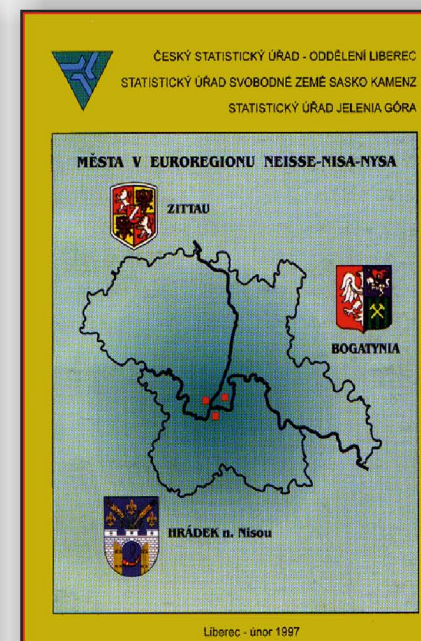 ČESKÝ STATISTICKÝ ÚŘAD - ODDĚLENÍ LIBEREC
STATISTICKÝ ÚŘAD SVOBODNÉ ZEMĚ SASKO KAMENZ
STATISTICKÝ ÚŘAD JELENIA GÓRA
MĚSTA V EUROREGIONU NEISSE-NISA-NYSA
ZITTAU
BOGATYNIA
HRÁDEK n. Nisou
Liberec - únor 1997